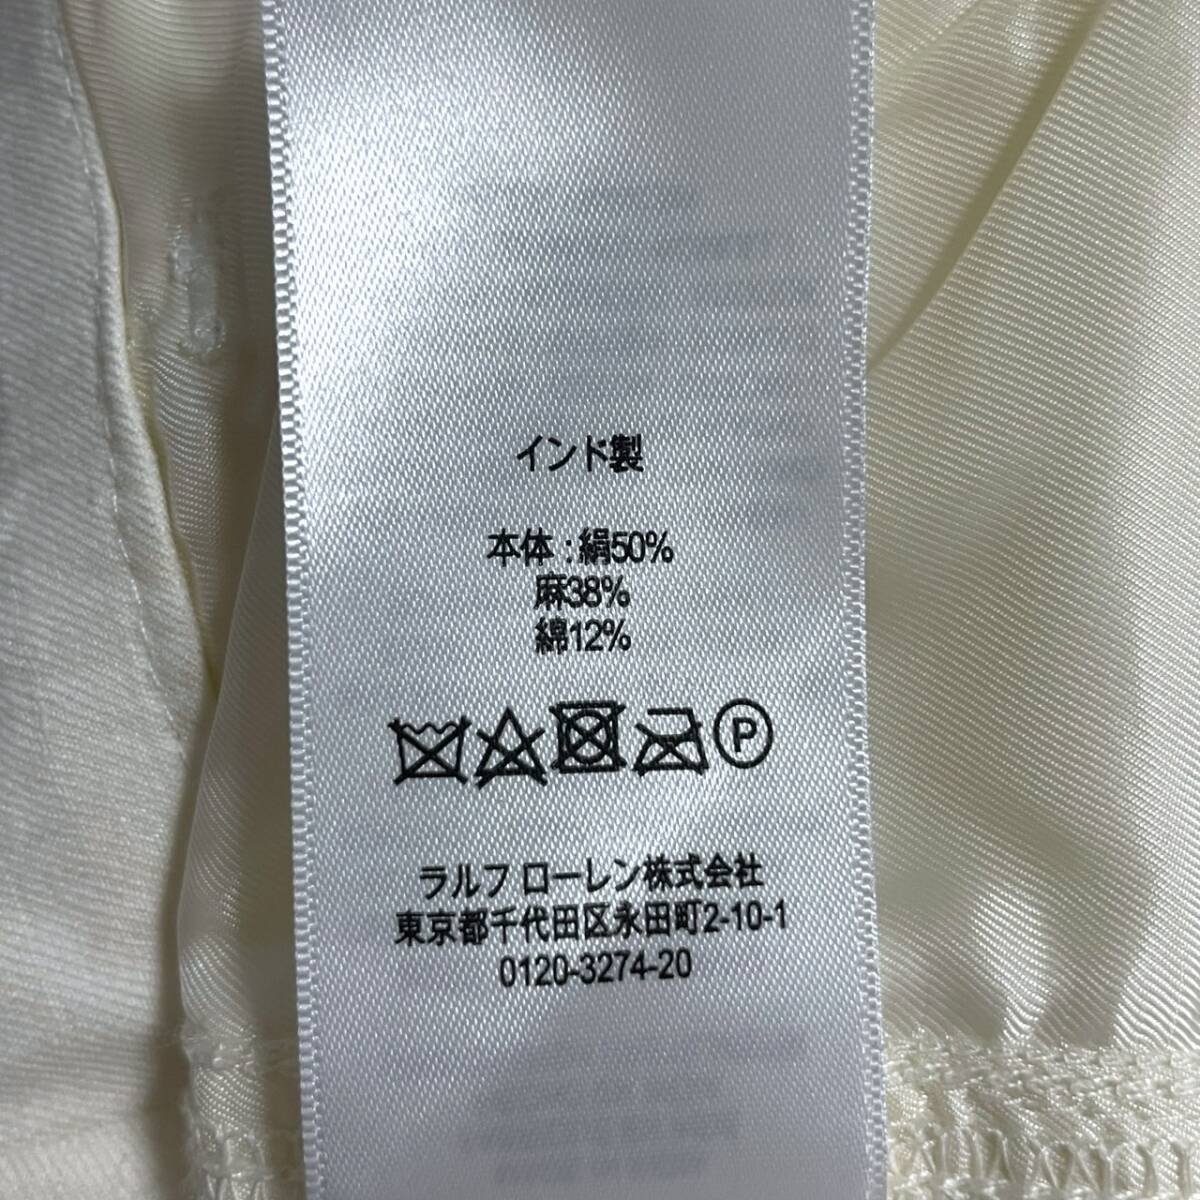 インド製
本体 : 絹50%
麻38%
綿12%
P
ラルフ ローレン株式会社
東京都千代田区永田町2-10-1
0120-3274-20